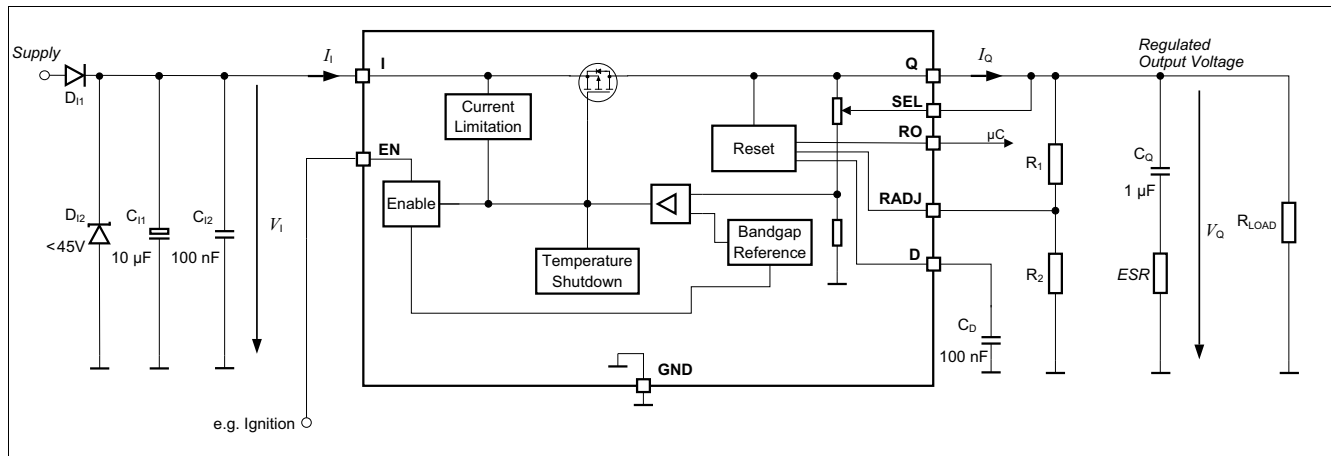 Supply
D_I1
I_I
I
Q
I_Q
Regulated
Output Voltage
Current
Limitation
SEL
RO
µC
Reset
EN
Enable
RADJ
R_1
C_Q
1 µF
D_I2
<45V
C_I1
10 µF
C_I2
100 nF
V_I
Bandgap
Reference
Temperature
Shutdown
D
R_2
ESR
V_Q
R_LOAD
C_D
100 nF
GND
e.g. Ignition